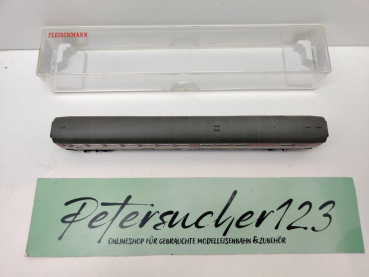 FLEISCHMANN
Petersucher123
ONLINESHOP FÜR GEBRAUCHTE MODELLEISENBAHN & ZUBEHÖR